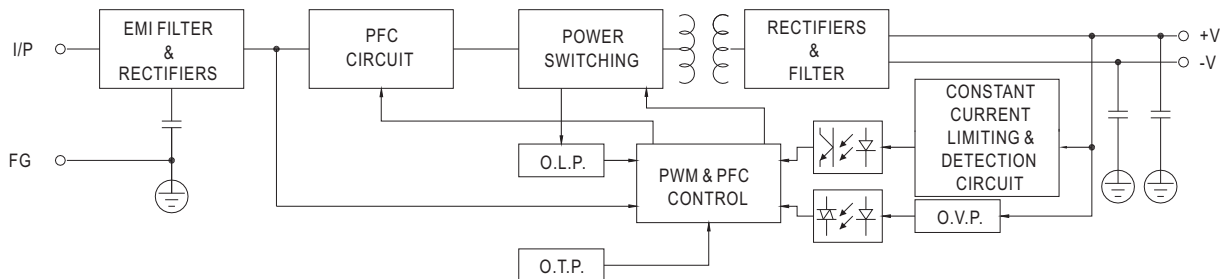 I/P
EMI FILTER
&
RECTIFIERS
PFC
CIRCUIT
POWER
SWITCHING
RECTIFIERS
&
FILTER
+V
-V
FG
O.L.P.
PWM & PFC
CONTROL
CONSTANT
CURRENT
LIMITING &
DETECTION
CIRCUIT
O.V.P.
O.T.P.